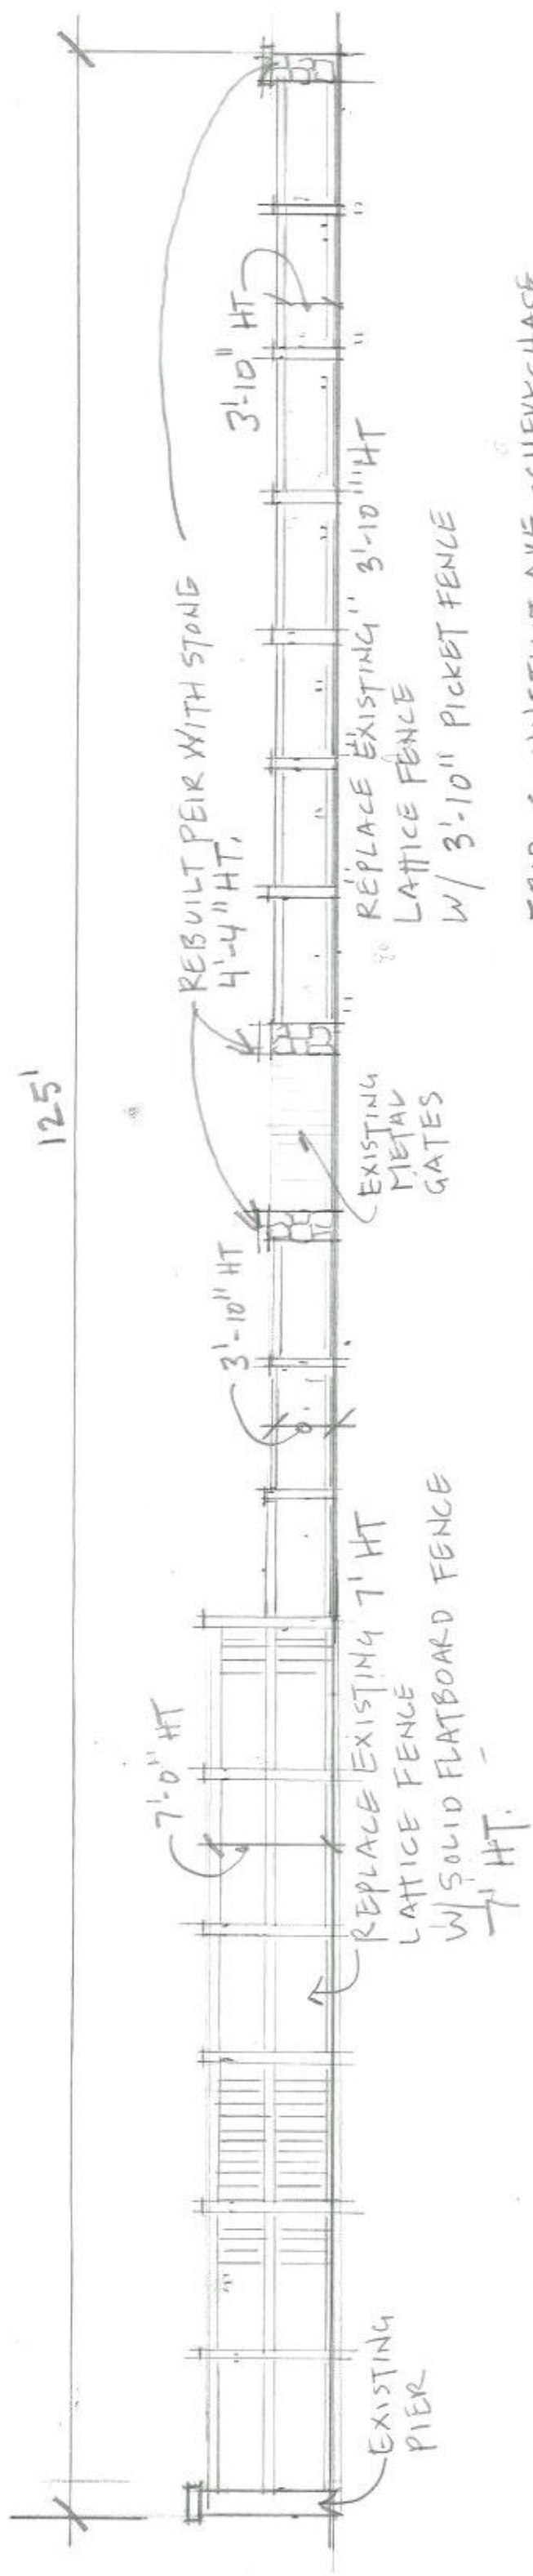 125'
REBUILT PEIR WITH STONE
4'-4" HT.
3'-10" HT
3'-10" HT
7'-0" HT
EXISTING
PIER
REPLACE EXISTING 7' HT
LATTICE FENCE
W/ SOLID FLATBOARD FENCE
7' HT.
EXISTING
METAL
GATES
REPLACE EXISTING 3'-10" HT
LATTICE FENCE
W/ 3'-10" PICKET FENCE